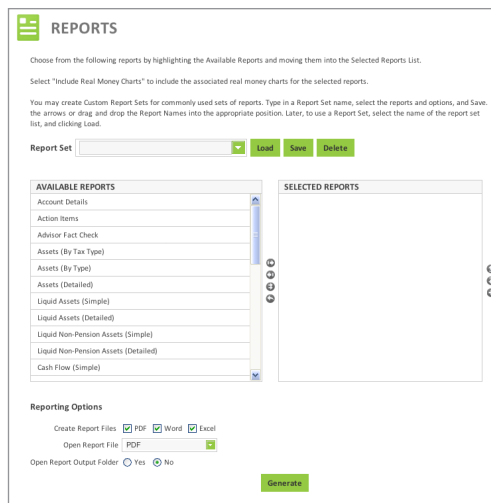 REPORTS
Choose from the following reports by highlighting the Available Reports and moving them into the Selected Reports List.
Select "Include Real Money Charts" to include the associated real money charts for the selected reports.
You may create Custom Report Sets for commonly used sets of reports. Type in a Report Set name, select the reports and options, and Save.
the arrows or drag and drop the Report Names into the appropriate position. Later, to use a Report Set, select the name of the report set
list, and clicking Load.
Report Set Load Save Delete
AVAILABLE REPORTS SELECTED REPORTS
Account Details
Action Items
Advisor Fact Check
Assets (By Tax Type)
Assets (By Type)
Assets (Detailed)
Liquid Assets (Simple)
Liquid Assets (Detailed)
Liquid Non-Pension Assets (Simple)
Liquid Non-Pension Assets (Detailed)
Cash Flow (Simple)
Reporting Options
Create Report Files PDF Word Excel
Open Report File PDF
Open Report Output Folder Yes No
Generate